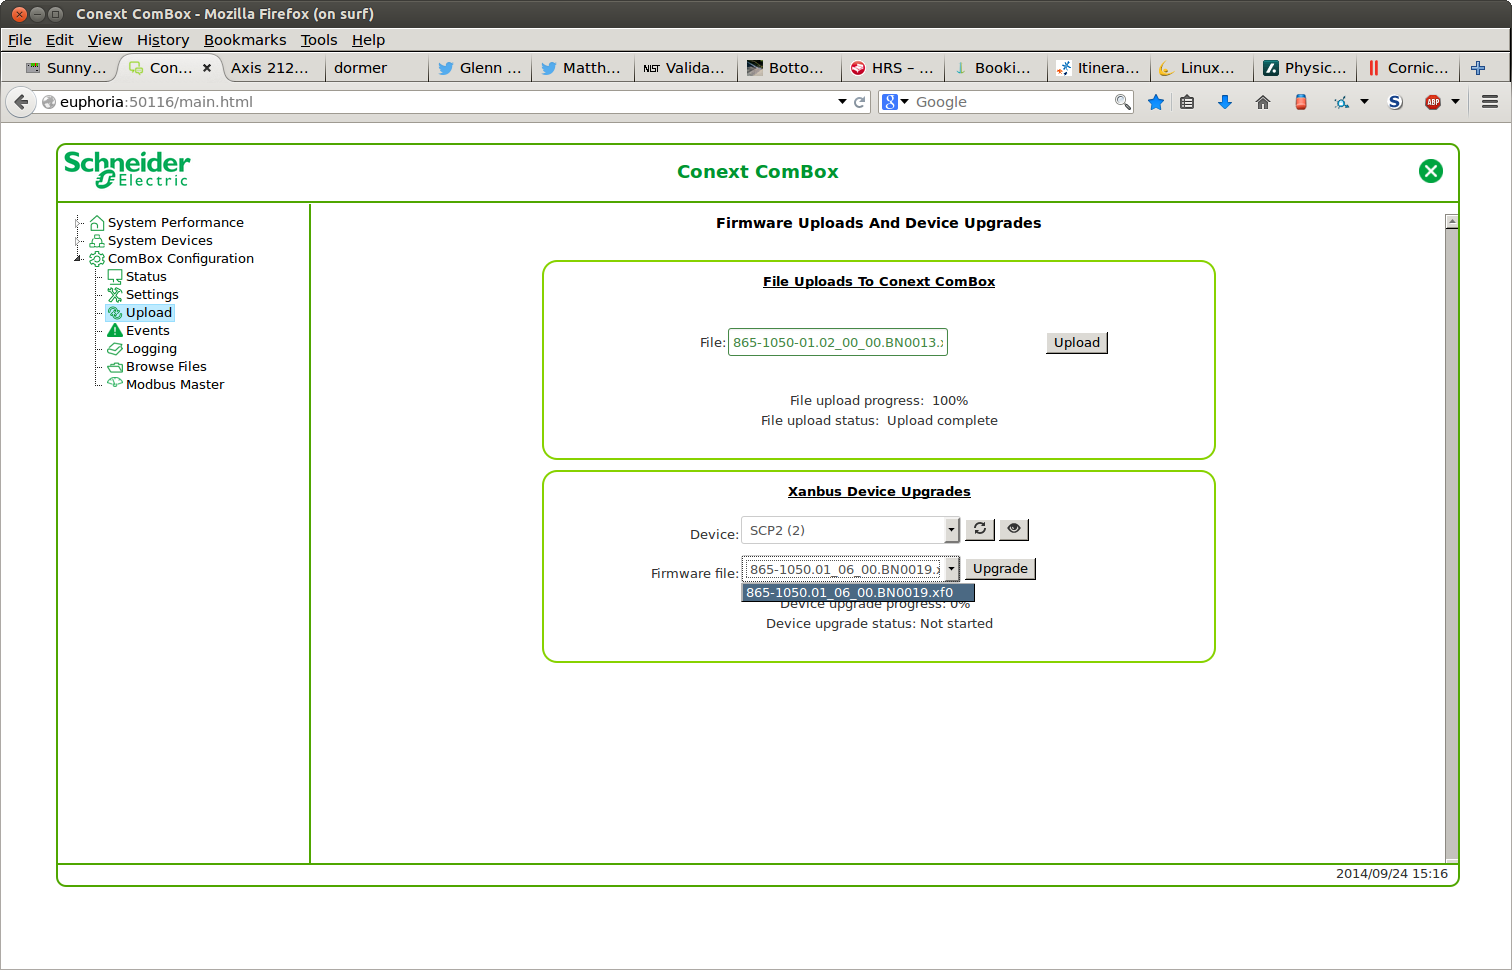 Conext ComBox - Mozilla Firefox (on surf)
File Edit View History Bookmarks Tools Help
Sunny... Con... Axis 212... dormer Glenn ... Matth... NIST Valida... Botto... HRS – ... Booki... Itinera... Linux... Physic... Cornic...
euphoria:50116/main.html
Google
ABP
Schneider
Electric
Conext ComBox
System Performance
System Devices
ComBox Configuration
Status
Settings
Upload
Events
Logging
Browse Files
Modbus Master
Firmware Uploads And Device Upgrades
File Uploads To Conext ComBox
File: 865-1050-01.02_00_00.BN0013.x Upload
File upload progress: 100%
File upload status: Upload complete
Xanbus Device Upgrades
Device: SCP2 (2)
Firmware file: 865-1050.01_06_00.BN0019.x Upgrade
865-1050.01_06_00.BN0019.xf0
Device upgrade progress: 0%
Device upgrade status: Not started
2014/09/24 15:16